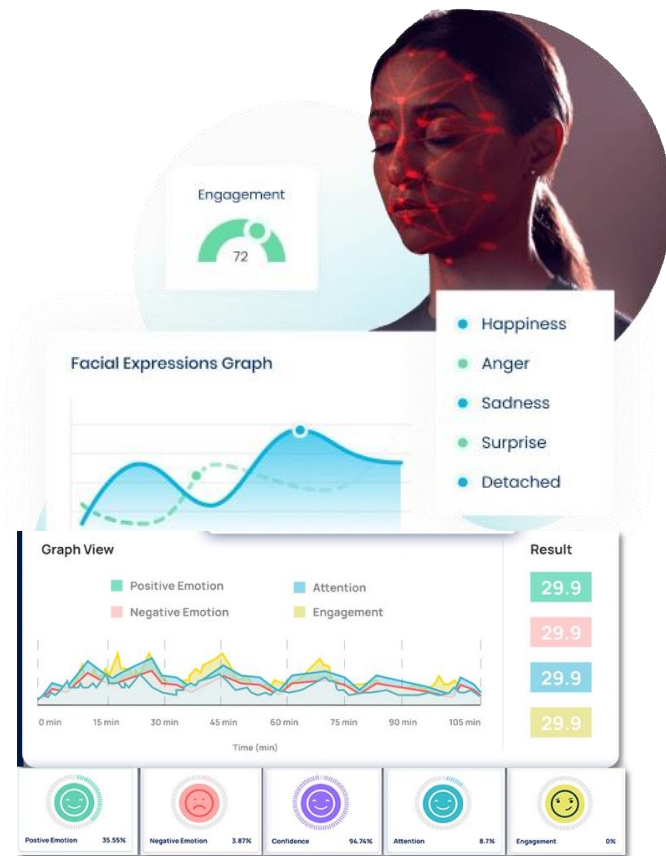 Engagement
72
Happiness
Anger
Sadness
Surprise
Detached
Facial Expressions Graph
Graph View
Result
Positive Emotion
Attention
Negative Emotion
Engagement
29.9
29.9
29.9
29.9
0 min 15 min 30 min 45 min 60 min 75 min 90 min 105 min
Time (min)
Postive Emotion 35.55%
Negative Emotion 3.87%
Confidence 94.74%
Attention 8.7%
Engagement 0%